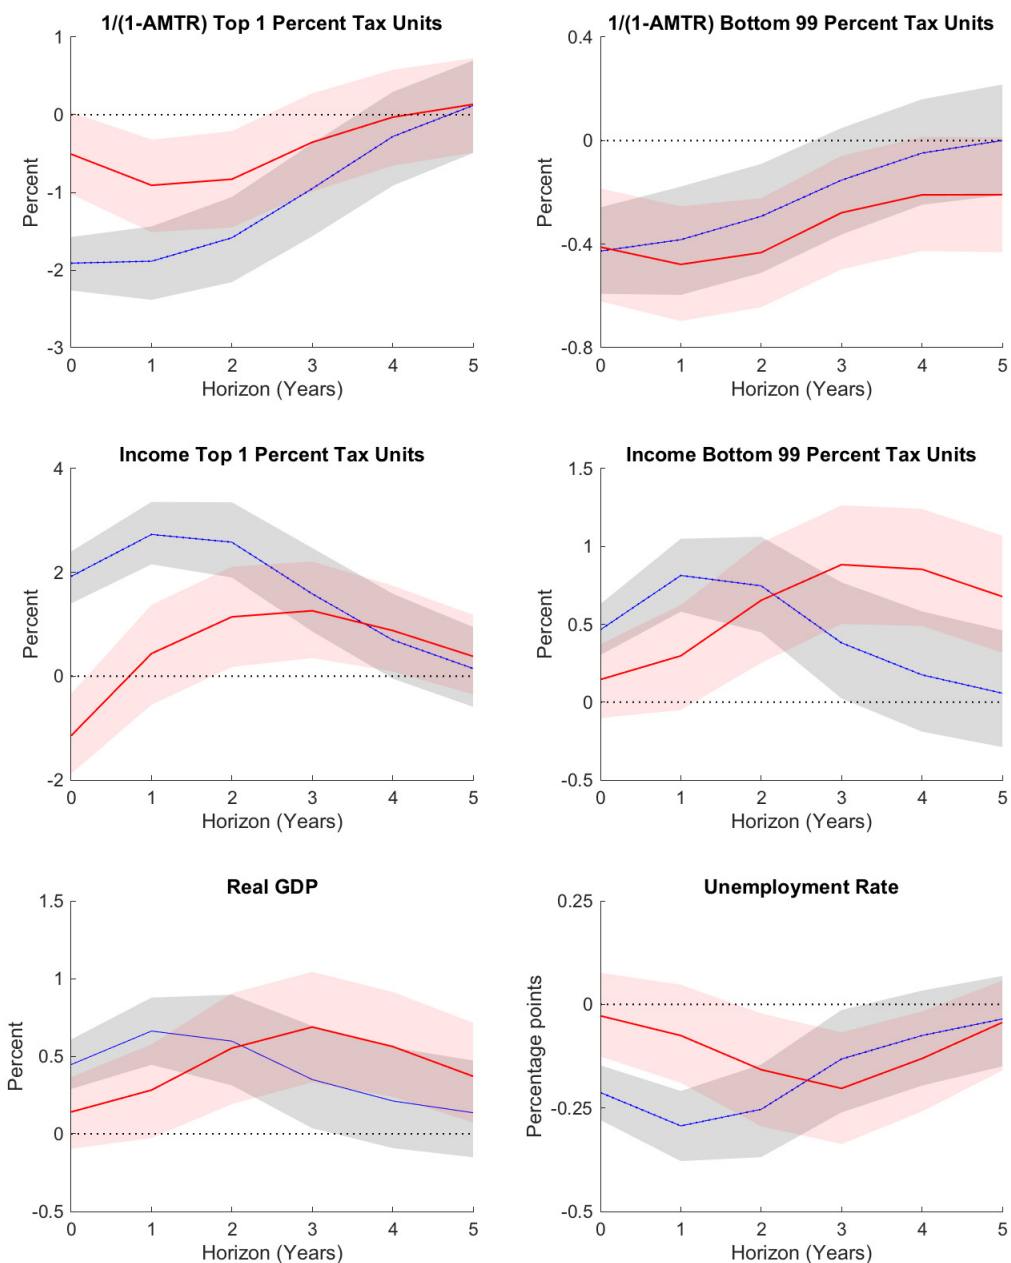 1/(1-AMTR) Top 1 Percent Tax Units
1
0
-1
-2
-3
Percent
0 1 2 3 4 5
Horizon (Years)
1/(1-AMTR) Bottom 99 Percent Tax Units
0.4
0
-0.4
-0.8
Percent
0 1 2 3 4 5
Horizon (Years)
Income Top 1 Percent Tax Units
4
2
0
-2
Percent
0 1 2 3 4 5
Horizon (Years)
Income Bottom 99 Percent Tax Units
1.5
1
0.5
0
-0.5
Percent
0 1 2 3 4 5
Horizon (Years)
Real GDP
1.5
1
0.5
0
-0.5
Percent
0 1 2 3 4 5
Horizon (Years)
Unemployment Rate
0.25
0
-0.25
-0.5
Percentage points
0 1 2 3 4 5
Horizon (Years)